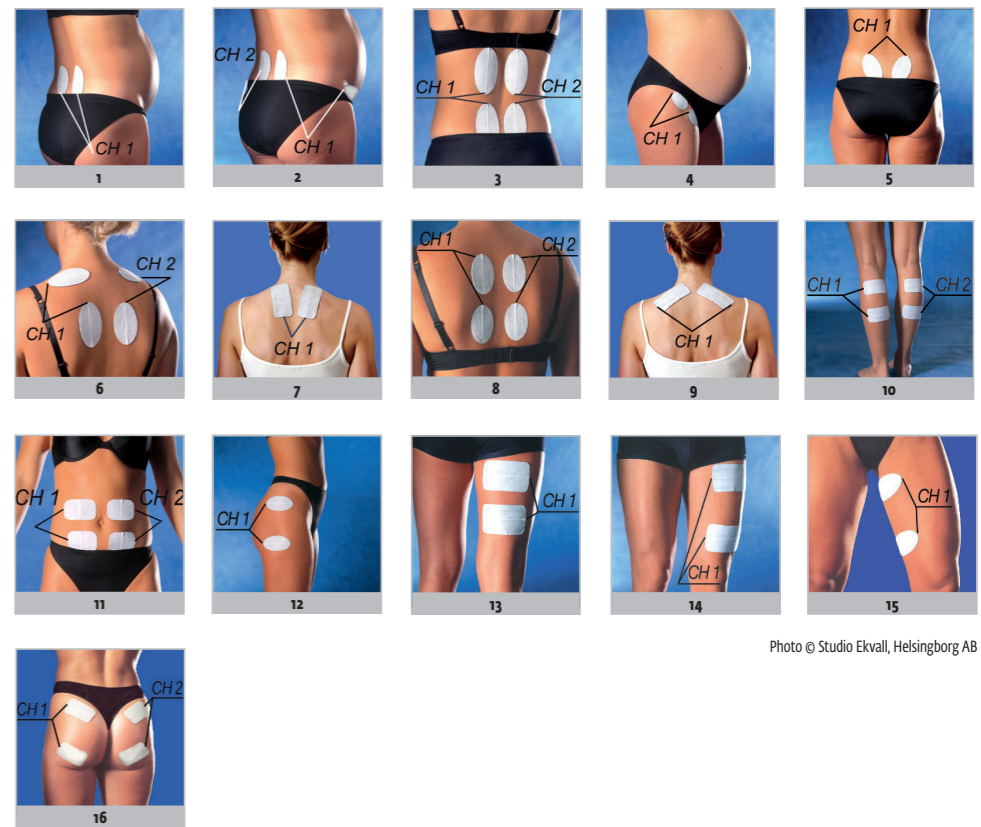 CH 1
1
CH 2
CH 1
2
CH 1 CH 2
3
CH 1
4
CH 1
5
CH 2
CH 1
6
CH 1
7
CH 1 CH 2
8
CH 1
9
CH 1 CH 2
10
CH 1 CH 2
11
CH 1
12
CH 1
13
CH 1
14
CH 1
15
Photo © Studio Ekvall, Helsingborg AB
CH 2
CH 1
16